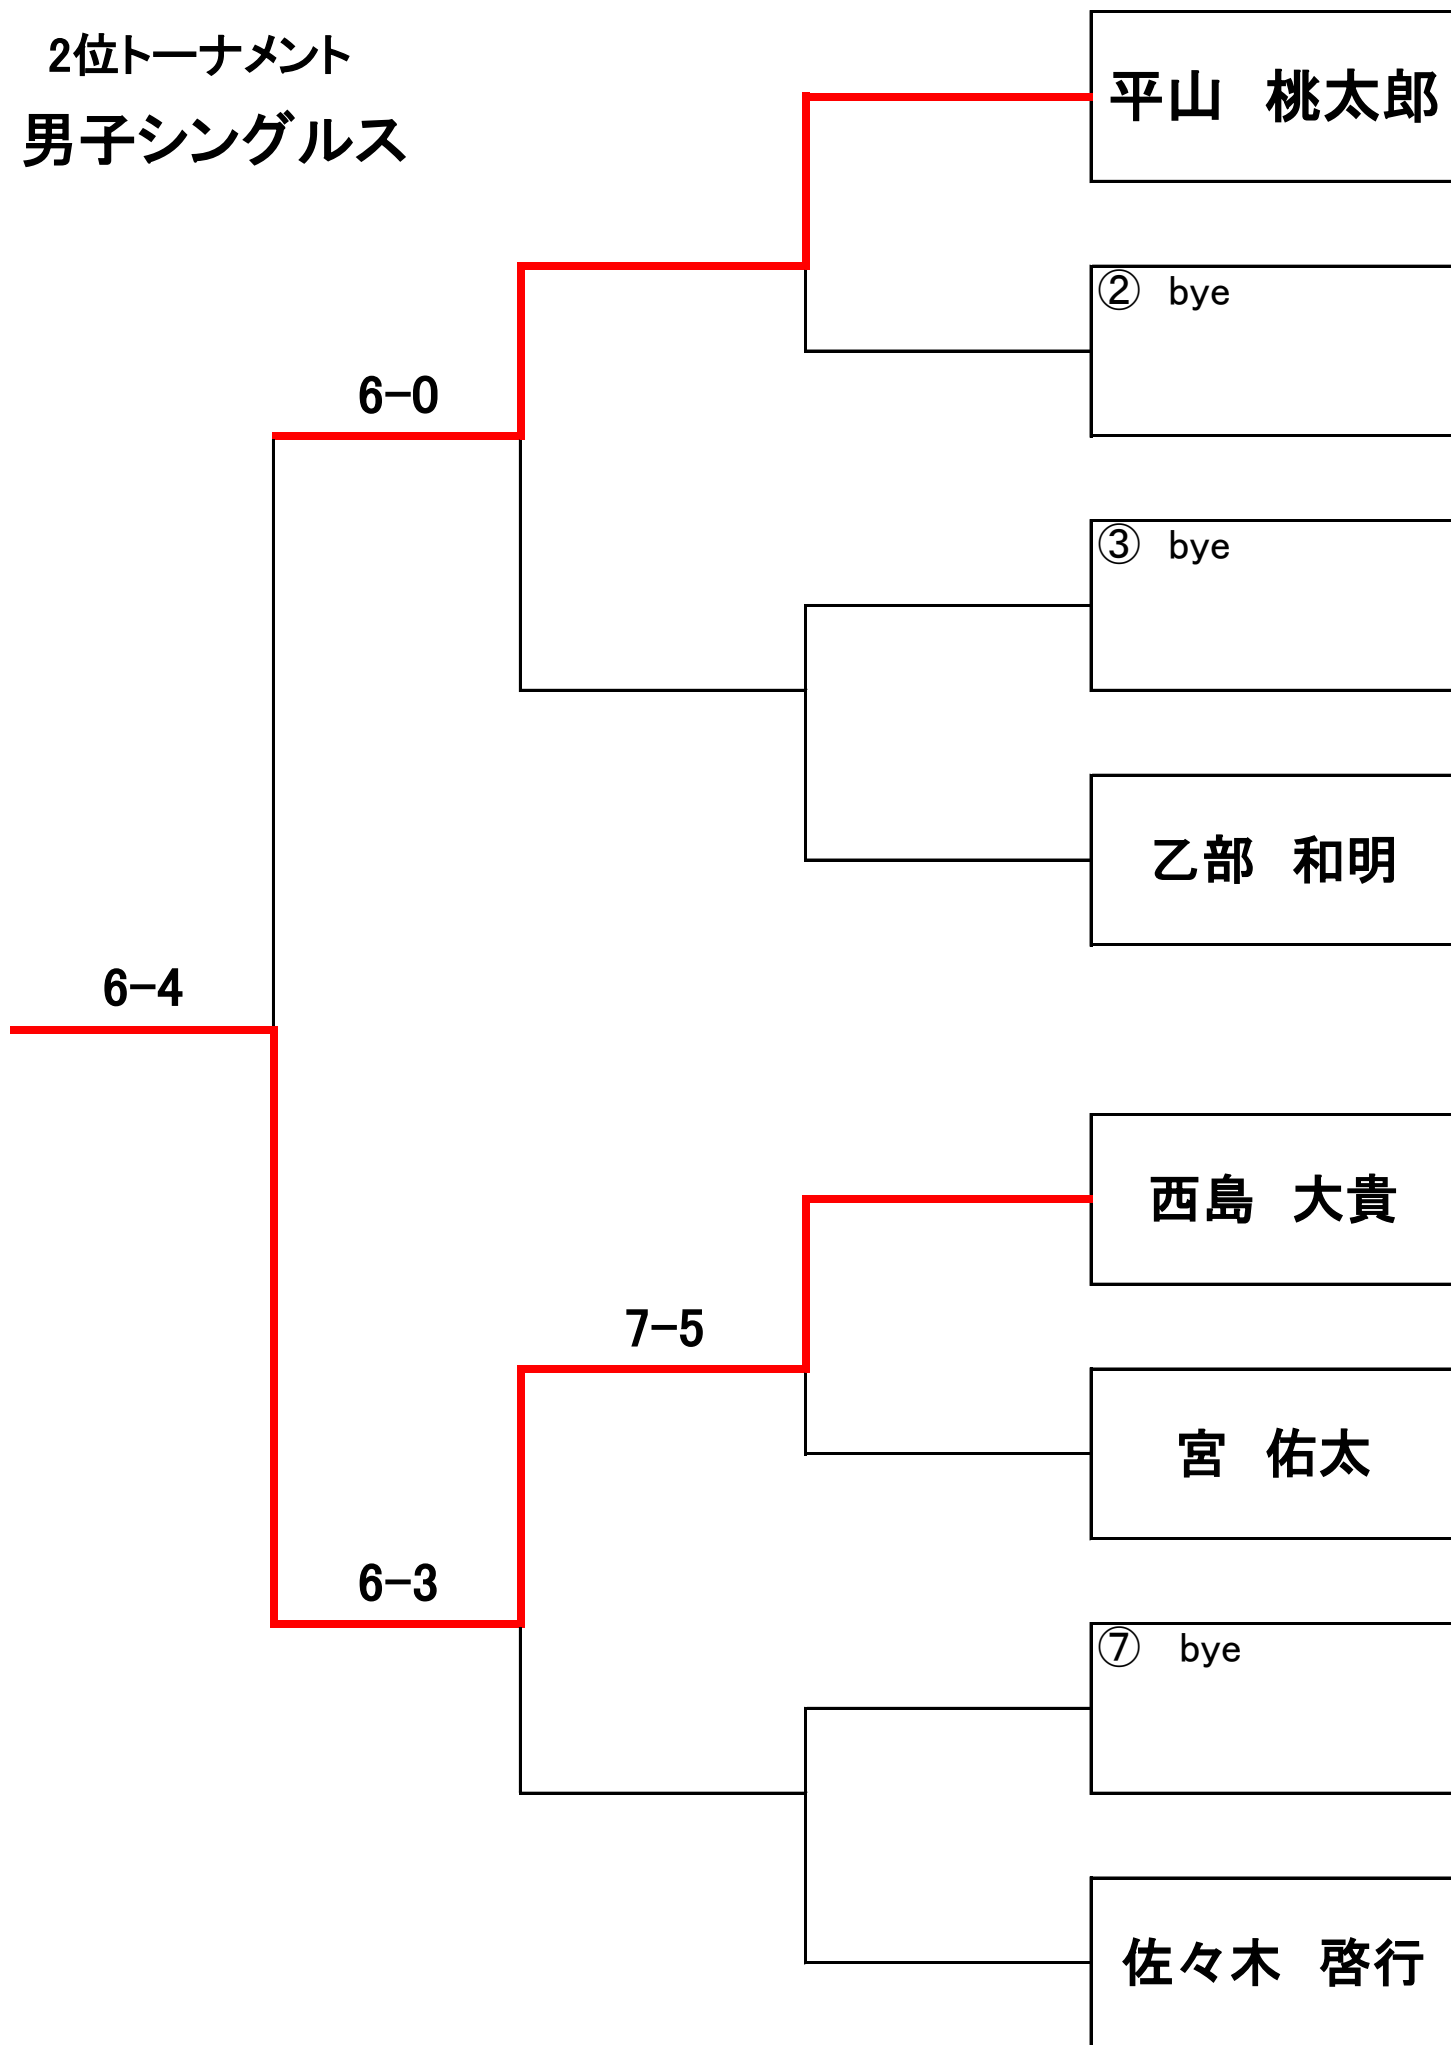 2位トーナメント
男子シングルス
平山 桃太郎
② bye
6-0
③ bye
乙部 和明
6-4
西島 大貴
7-5
宮 佑太
6-3
⑦ bye
佐々木 啓行